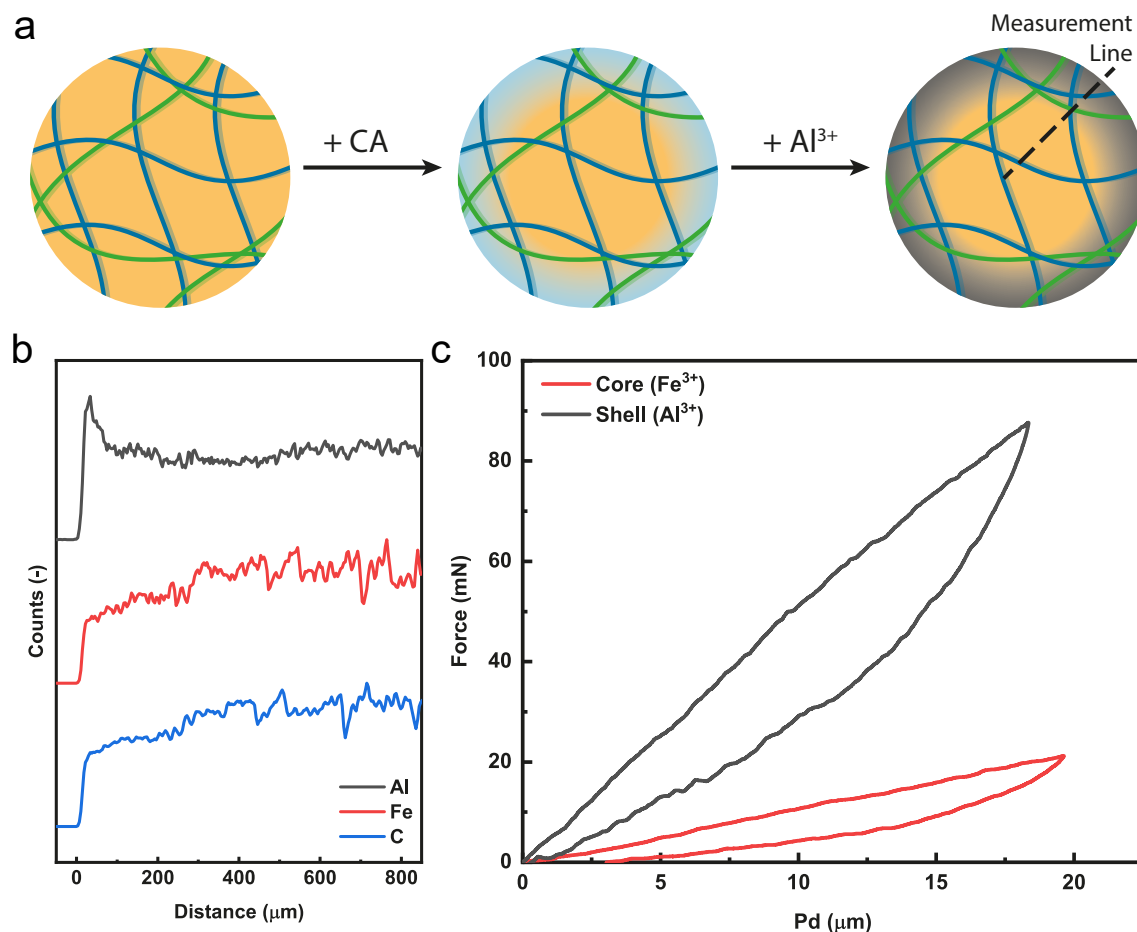 a
Measurement
Line
+ CA
+ Al³⁺
b
Counts (-)
Al
Fe
C
0
200
400
600
800
Distance (μm)
c
100
80
60
40
20
0
Force (mN)
Core (Fe³⁺)
Shell (Al³⁺)
0
5
10
15
20
Pd (μm)